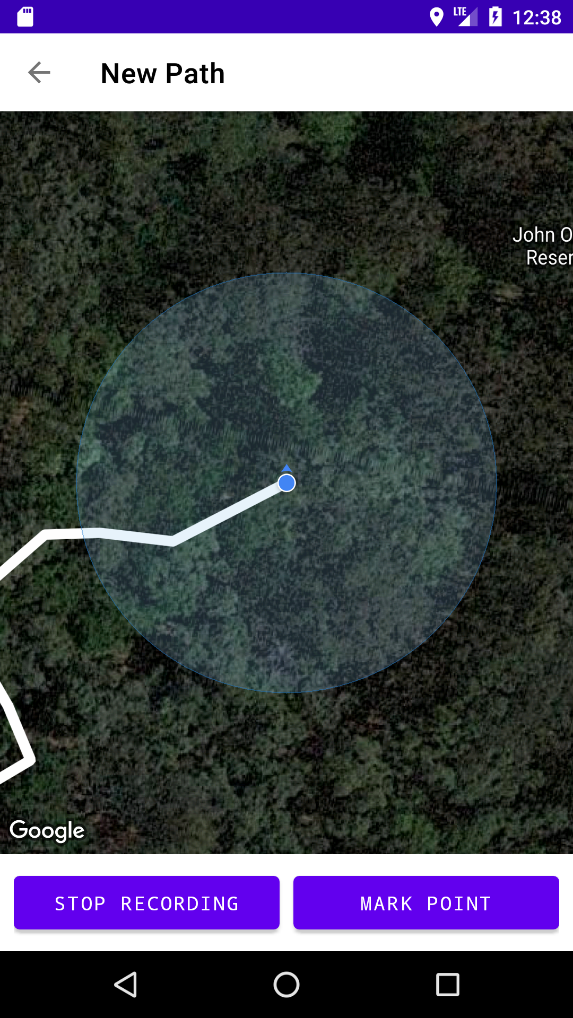 LTE 12:38
New Path
John O
Reser
Google
STOP RECORDING
MARK POINT